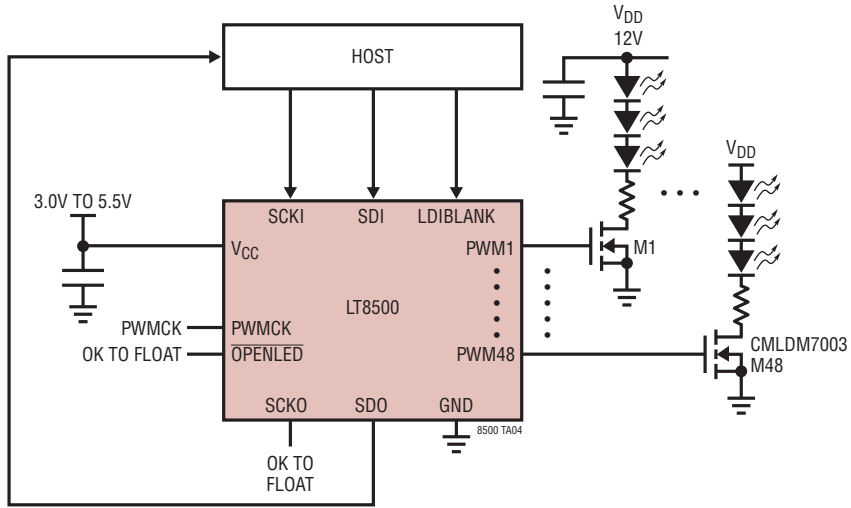 HOST
V_DD
12V
V_DD
3.0V TO 5.5V
SCKI
SDI
LDIBLANK
V_CC
PWM1
M1
LT8500
PWMCK
PWMCK
OK TO FLOAT
OPENLED
PWM48
CMLDM7003
M48
SCKO
SDO
GND
8500 TA04
OK TO
FLOAT